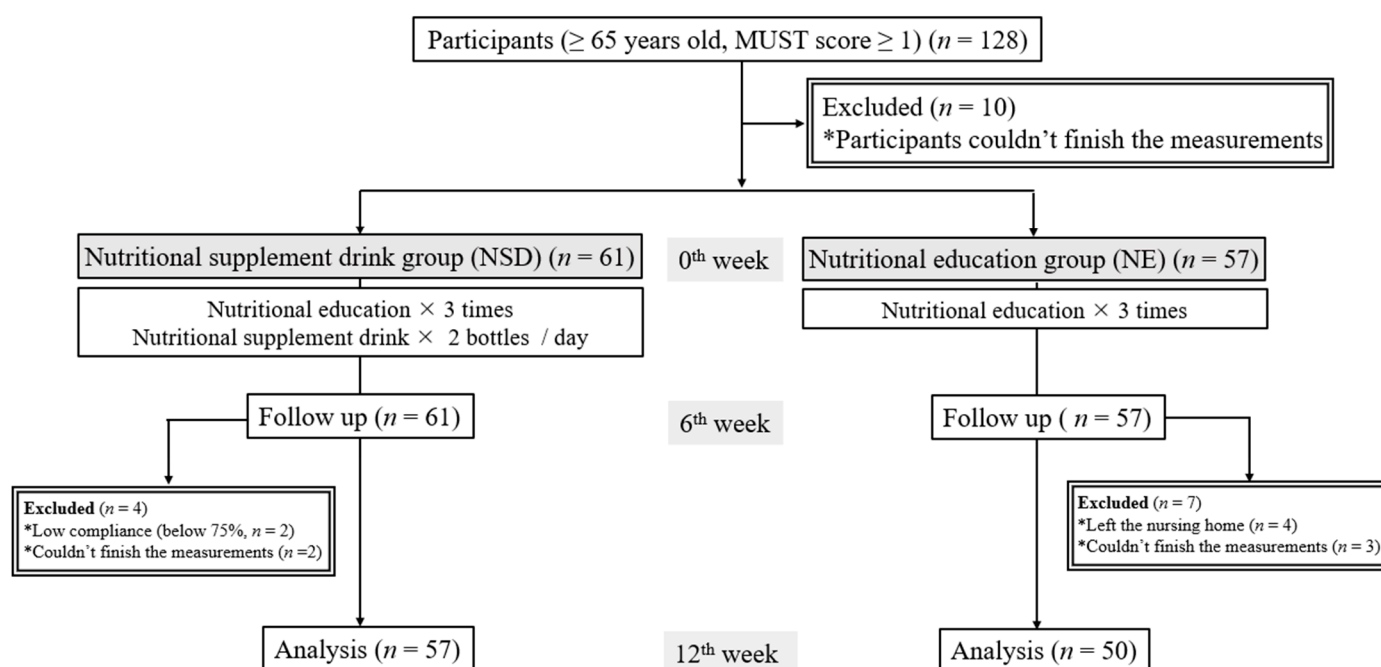 Participants (≥ 65 years old, MUST score ≥ 1) (n = 128)
Excluded (n = 10)
*Participants couldn't finish the measurements
Nutritional supplement drink group (NSD) (n = 61)
0th week
Nutritional education group (NE) (n = 57)
Nutritional education × 3 times
Nutritional supplement drink × 2 bottles / day
Nutritional education × 3 times
Follow up (n = 61)
6th week
Follow up ( n = 57)
Excluded (n = 4)
*Low compliance (below 75%, n = 2)
*Couldn't finish the measurements (n =2)
Excluded (n = 7)
*Left the nursing home (n = 4)
*Couldn't finish the measurements (n = 3)
Analysis (n = 57)
12th week
Analysis (n = 50)